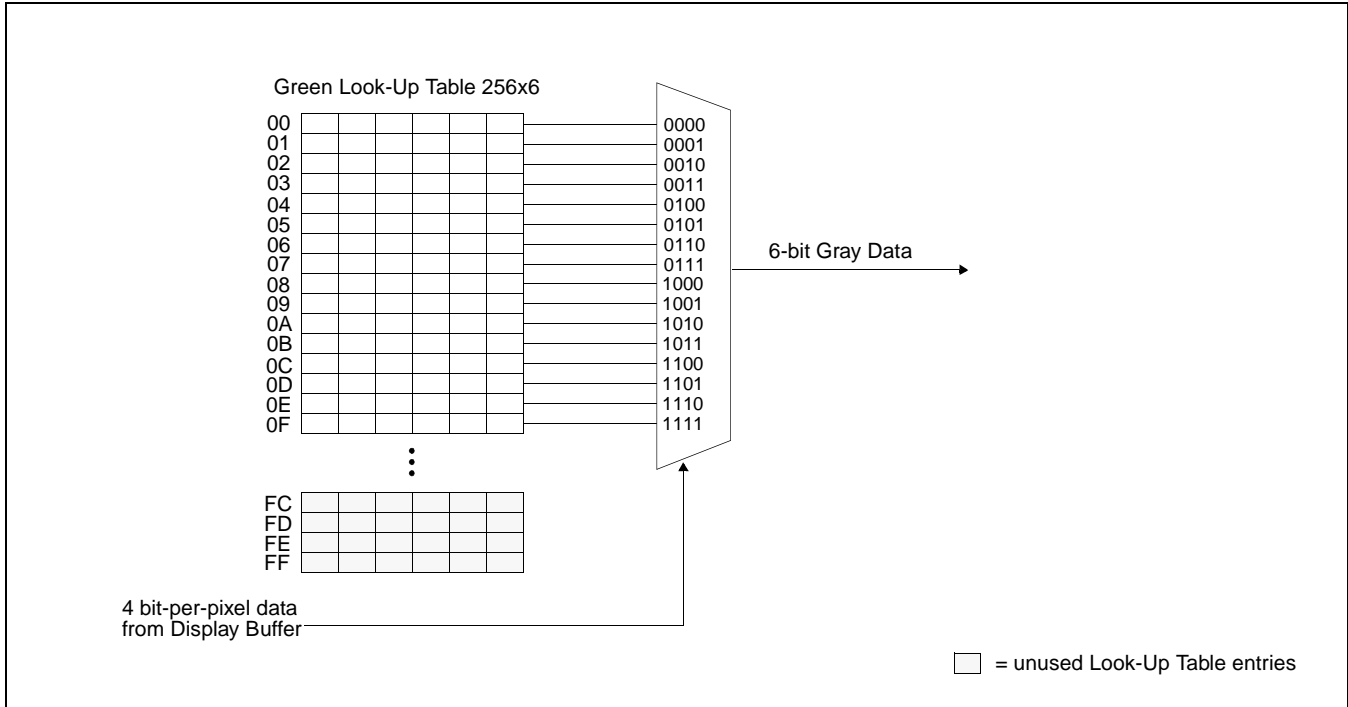 Green Look-Up Table 256x6
00
01
02
03
04
05
06
07
08
09
0A
0B
0C
0D
0E
0F
FC
FD
FE
FF
0000
0001
0010
0011
0100
0101
0110
0111
1000
1001
1010
1011
1100
1101
1110
1111
6-bit Gray Data
4 bit-per-pixel data
from Display Buffer
= unused Look-Up Table entries